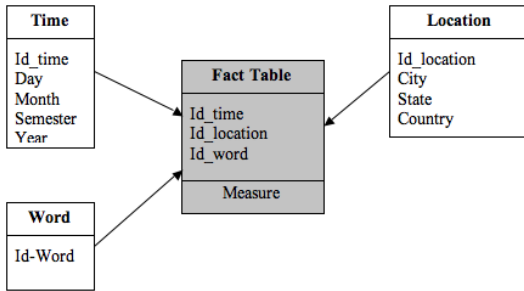 Time
Id_time
Day
Month
Semester
Year
Location
Id_location
City
State
Country
Fact Table
Id_time
Id_location
Id_word
Measure
Word
Id-Word